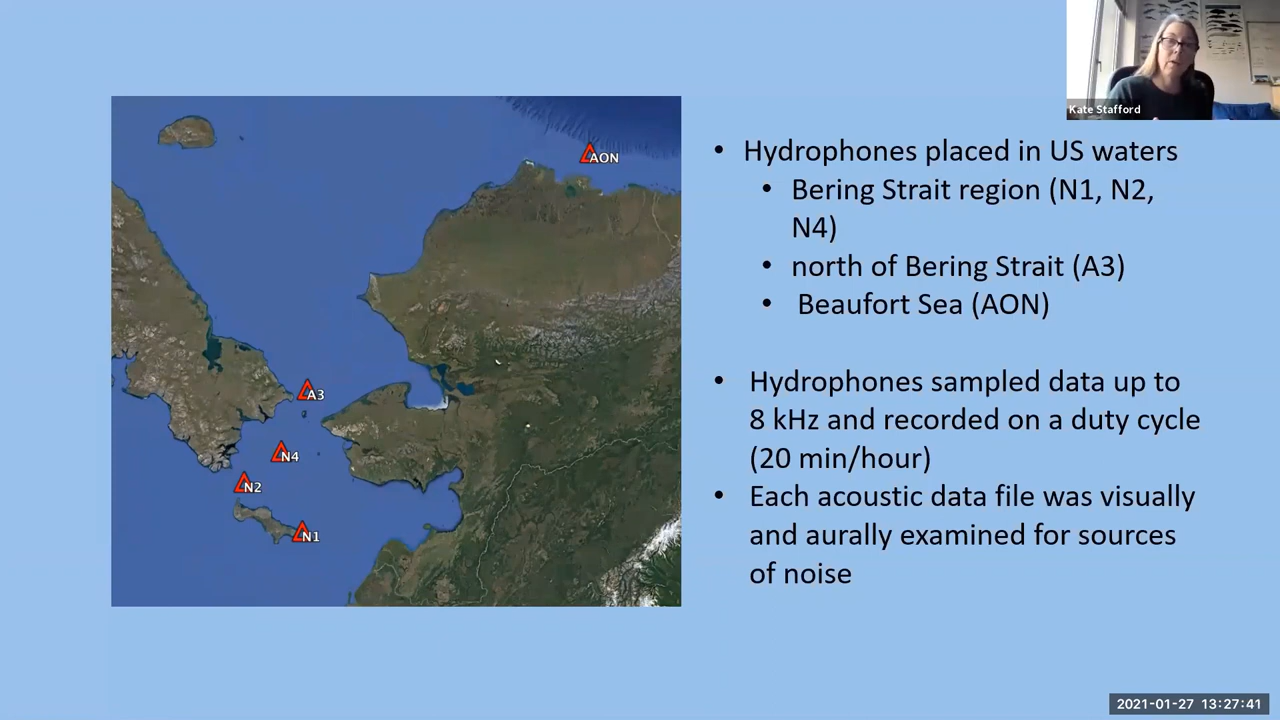 Kate Stafford
AON
A3
N4
N2
N1
• Hydrophones placed in US waters
• Bering Strait region (N1, N2,
N4)
• north of Bering Strait (A3)
• Beaufort Sea (AON)
• Hydrophones sampled data up to
8 kHz and recorded on a duty cycle
(20 min/hour)
• Each acoustic data file was visually
and aurally examined for sources
of noise
2021-01-27 13:27:41